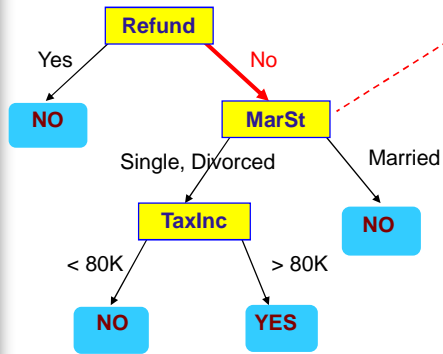 Refund
Yes
No
NO
MarSt
Single, Divorced
Married
TaxInc
NO
< 80K
> 80K
NO
YES